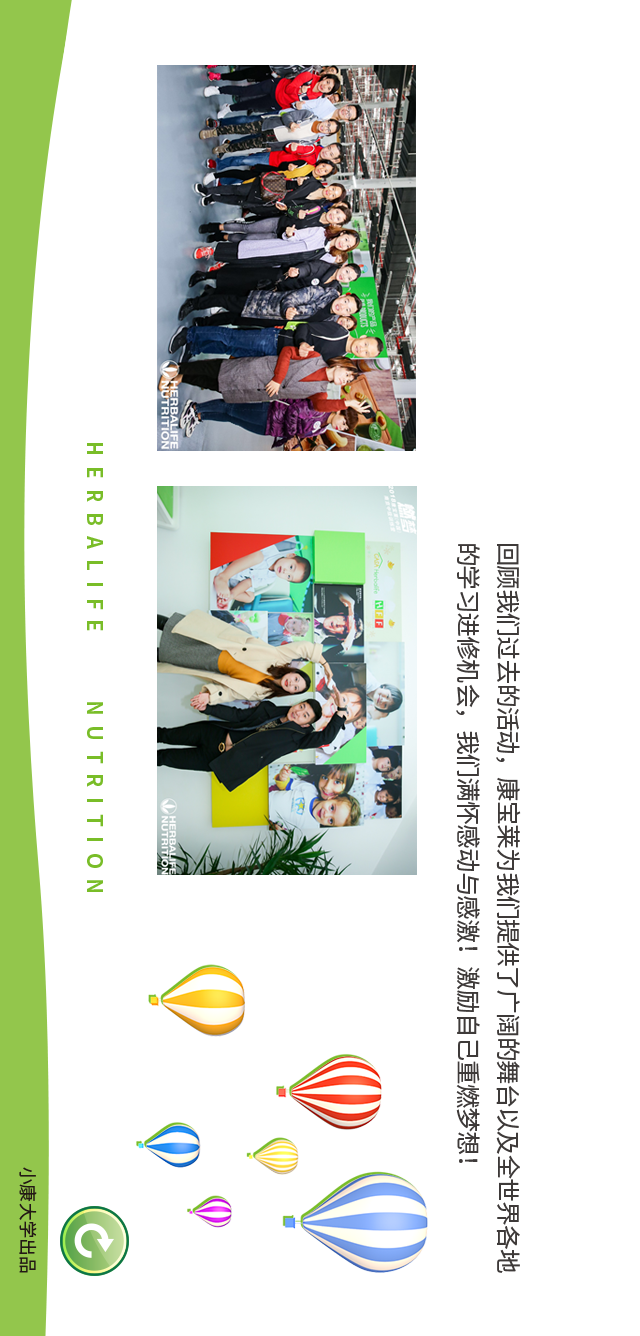 回顾我们过去的活动，康宝莱为我们提供了广阔的舞台以及全世界各地
的学习进修机会，我们满怀感动与感激！激励自己重燃梦想！
HERBALIFE
NUTRITION
HERBALIFE
NUTRITION
HERBALIFE NUTRITION
小康大学出品